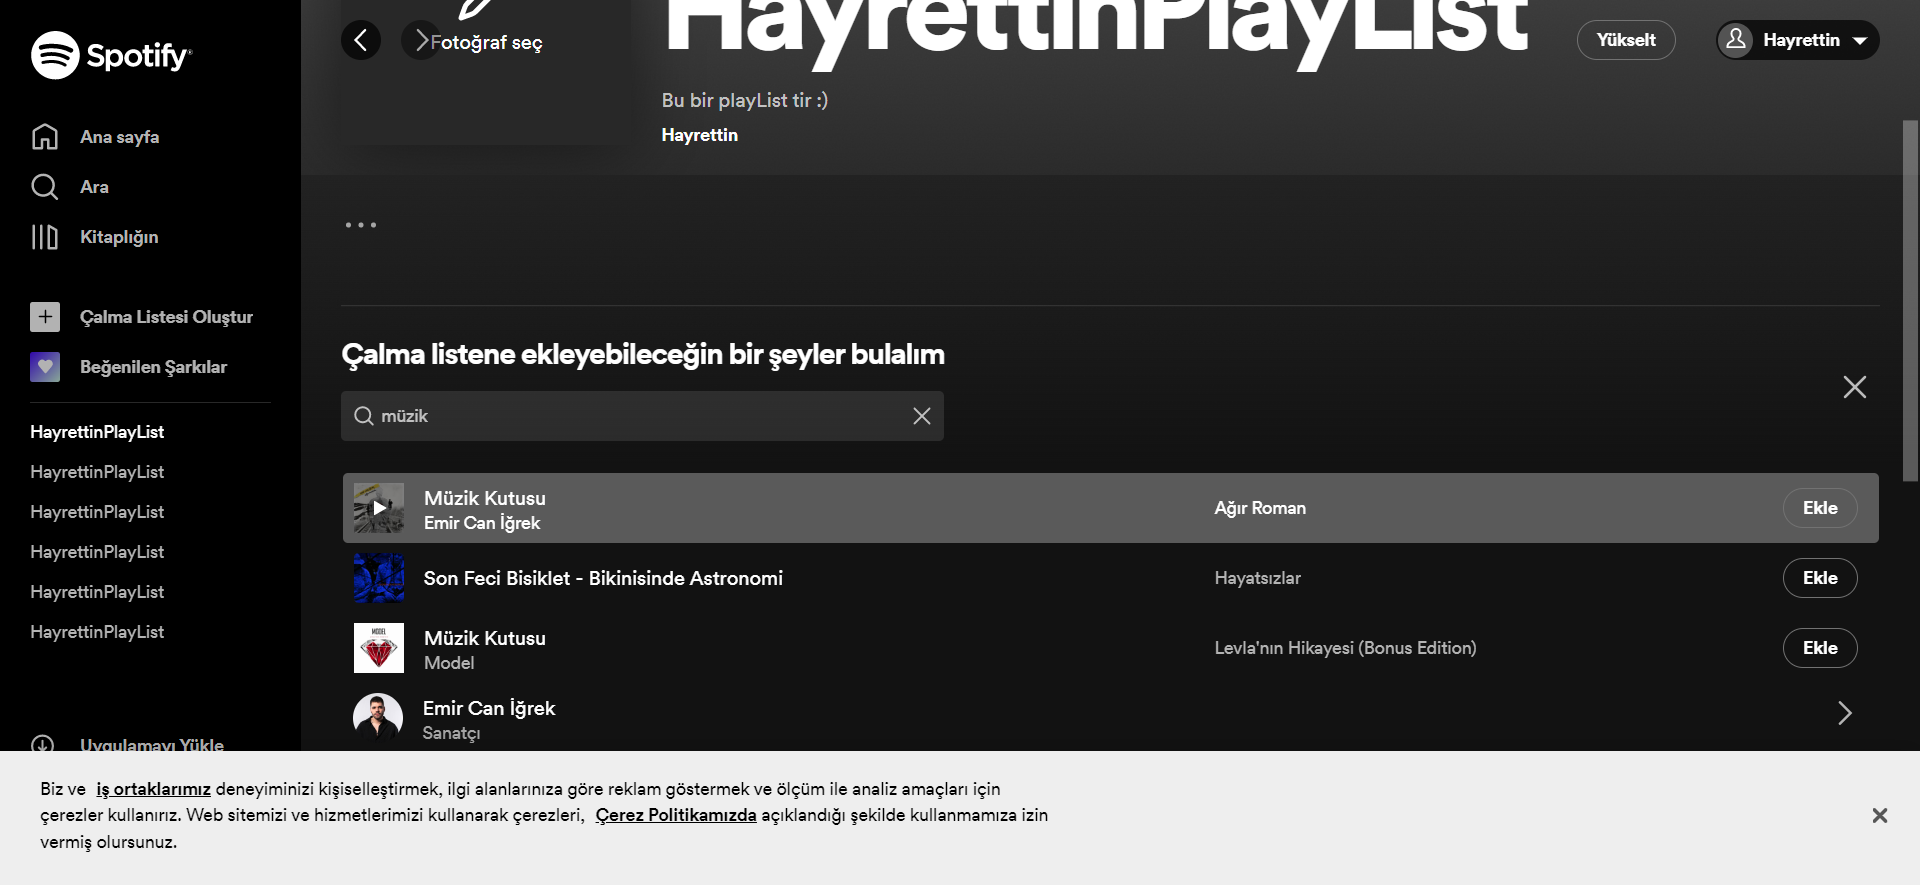 Spotify
Ana sayfa
Ara
Kitaplığın
Çalma Listesi Oluştur
Beğenilen Şarkılar
HayrettinPlayList
HayrettinPlayList
HayrettinPlayList
HayrettinPlayList
HayrettinPlayList
HayrettinPlayList
Uygulamayı Yükle
Fotoğraf seç
HayrettinPlayList
Yükselt
Hayrettin
Bu bir playList tir :)
Hayrettin
Çalma listene ekleyebileceğin bir şeyler bulalım
müzik
Müzik Kutusu
Emir Can İğrek
Ağır Roman
Ekle
Son Feci Bisiklet - Bikinisinde Astronomi
Hayatsızlar
Ekle
MODEL
Müzik Kutusu
Model
Levla'nın Hikayesi (Bonus Edition)
Ekle
Emir Can İğrek
Sanatçı
Biz ve iş ortaklarımız deneyiminizi kişiselleştirmek, ilgi alanlarınıza göre reklam göstermek ve ölçüm ile analiz amaçları için
çerezler kullanırız. Web sitemizi ve hizmetlerimizi kullanarak çerezleri, Çerez Politikamızda açıklandığı şekilde kullanmamıza izin
vermiş olursunuz.